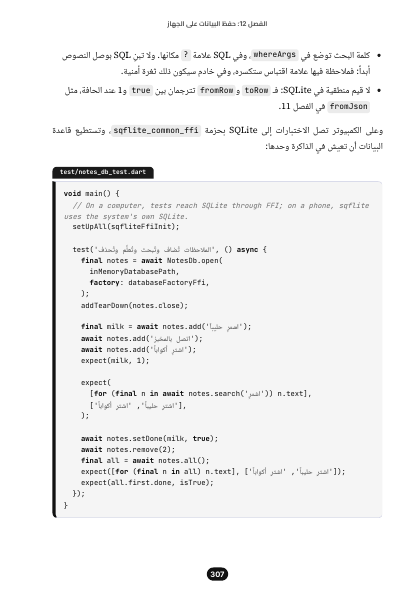 الفصل 12: حفظ البيانات على الجهاز
• كلمة البحث توضع في whereArgs، وفي SQL علامة ? مكانها. ولا تبنِ SQL بوصل النصوص
أبدًا: فملاحظة فيها علامة اقتباس ستكسره، وفي خادم سيكون ذلك ثغرة أمنية.
• لا قيم منطقية في SQLite: فـ toRow و fromRow تترجمان بين true و1 عند الحافة، مثل
fromJson في الفصل 11.
وعلى الكمبيوتر تصل الاختبارات إلى SQLite بحزمة sqflite_common_ffi، وتستطيع قاعدة
البيانات أن تعيش في الذاكرة وحدها:
test/notes_db_test.dart
void main() {
// On a computer, tests reach SQLite through FFI; on a phone, sqflite
uses the system's own SQLite.
setUpAll(sqfliteFfiInit);
test('الملاحظات تُضاف وتُبحث وتُعلَّم وتُحذف', () async {
final notes = await NotesDb.open(
inMemoryDatabasePath,
factory: databaseFactoryFfi,
);
addTearDown(notes.close);
final milk = await notes.add('اشترِ حليبًا');
await notes.add('اتصل بالمخبز');
await notes.add('اشترِ أكوابًا');
expect(milk, 1);
expect(
[for (final n in await notes.search('اشترِ')) n.text],
['اشترِ حليبًا', 'اشترِ أكوابًا'],
);
await notes.setDone(milk, true);
await notes.remove(2);
final all = await notes.all();
expect([for (final n in all) n.text], ['اشترِ حليبًا', 'اشترِ أكوابًا']);
expect(all.first.done, isTrue);
});
}
307